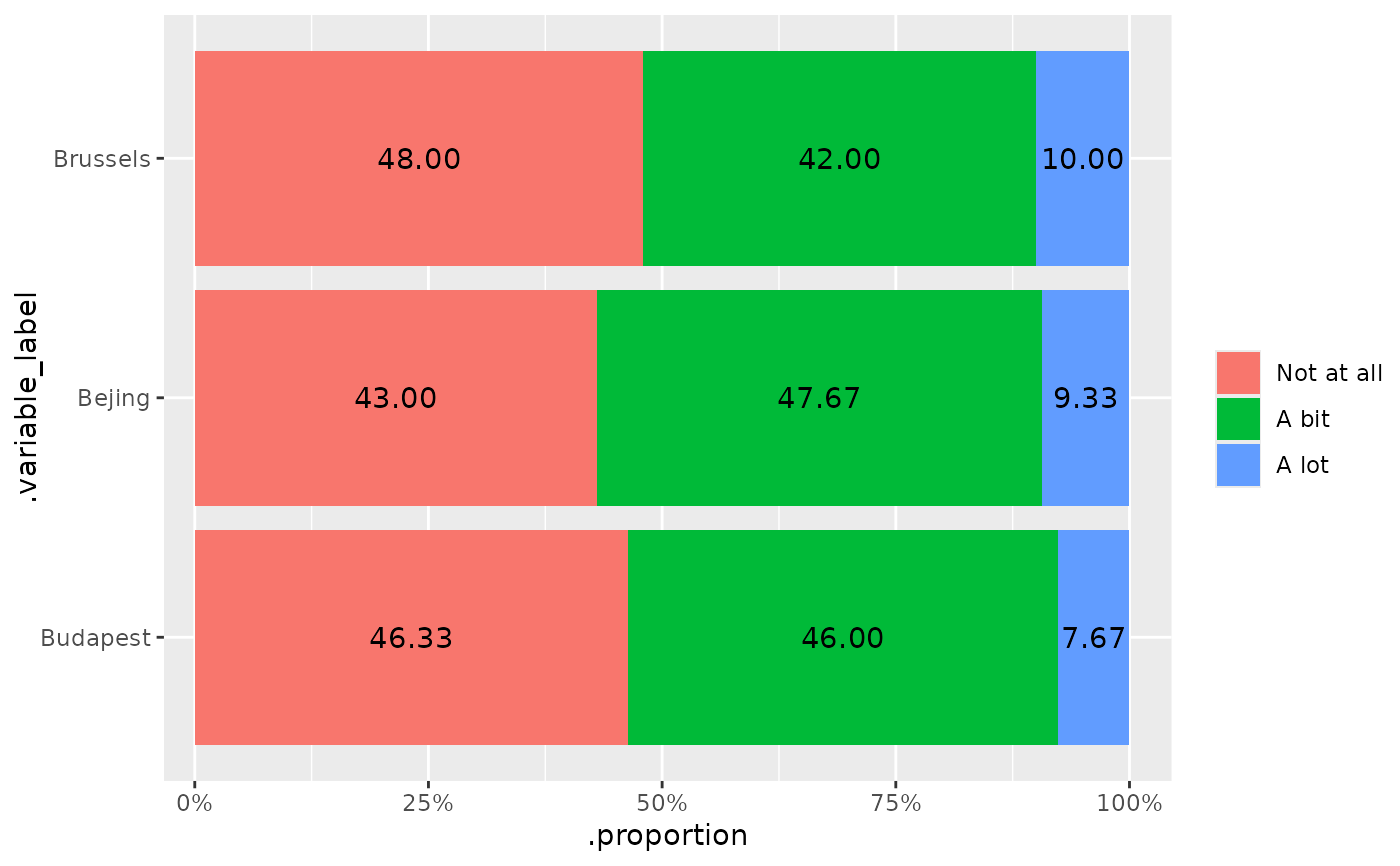 .variable_label
Brussels
48.00 42.00 10.00
Bejing
43.00 47.67 9.33
Budapest
46.33 46.00 7.67
0% 25% 50% 75% 100%
.proportion
Not at all
A bit
A lot